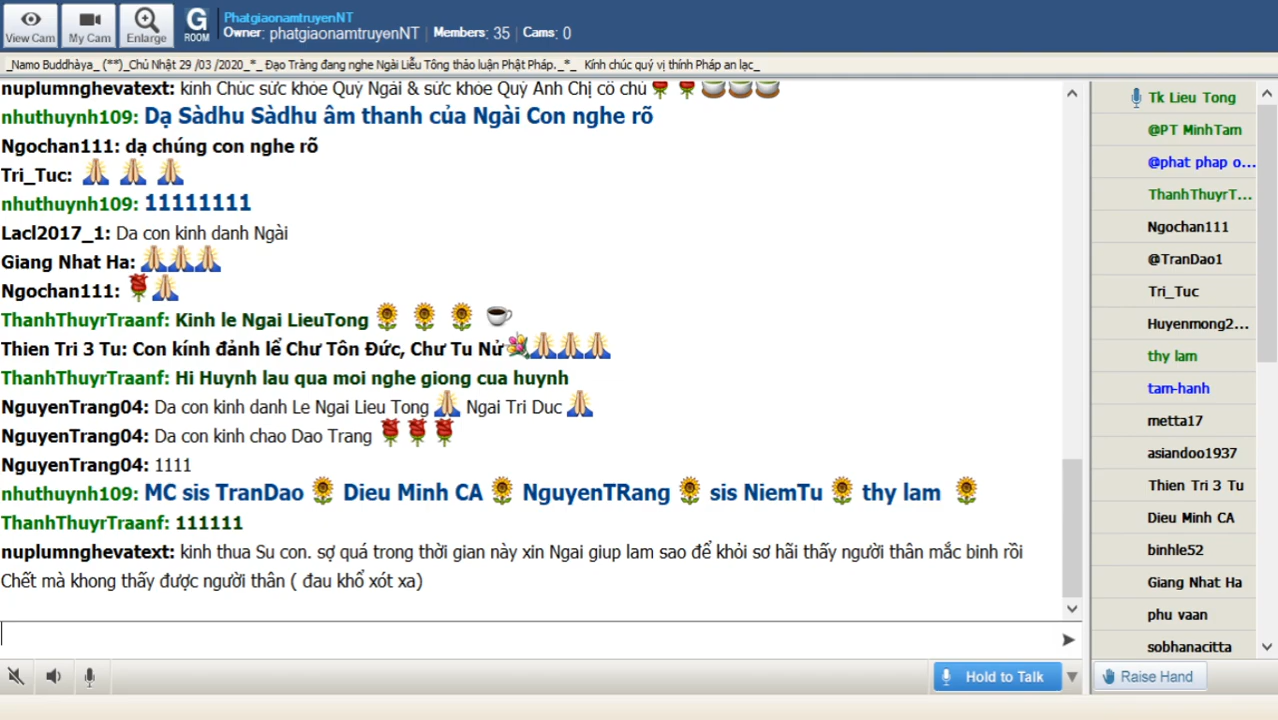 View Cam
My Cam
Enlarge
G
ROOM
PhatgiaonamtruyenNT
Owner: phatgiaonamtruyenNT | Members: 35 | Cams: 0
_Namo Buddhàya_ (**)_Chủ Nhật 29 /03 /2020_*_ Đạo Tràng đang nghe Ngài Liễu Tông thảo luận Phật Pháp._*_ Kính chúc quý vị thính Pháp an lạc_
nuplumnghevatext: kính Chúc sức khỏe Quý Ngài & sức khỏe Quý Anh Chị cô chú
nhuthuynh109: Dạ Sàdhu Sàdhu âm thanh của Ngài Con nghe rõ
Ngochan111: dạ chúng con nghe rõ
Tri_Tuc:
nhuthuynh109: 11111111
Lacl2017_1: Da con kinh danh Ngài
Giang Nhat Ha:
Ngochan111:
ThanhThuyrTraanf: Kinh le Ngai LieuTong
Thien Tri 3 Tu: Con kính đảnh lể Chư Tôn Đức, Chư Tu Nử
ThanhThuyrTraanf: Hi Huynh lau qua moi nghe giong cua huynh
NguyenTrang04: Da con kinh danh Le Ngai Lieu Tong Ngai Tri Duc
NguyenTrang04: Da con kinh chao Dao Trang
NguyenTrang04: 1111
nhuthuynh109: MC sis TranDao Dieu Minh CA NguyenTRang sis NiemTu thy lam
ThanhThuyrTraanf: 111111
nuplumnghevatext: kinh thua Su con. sợ quá trong thời gian này xin Ngai giup lam sao để khỏi sơ hãi thấy người thân mắc binh rồi
Chết mà khong thấy được người thân ( đau khổ xót xa)
Hold to Talk
Tk Lieu Tong
@PT MinhTam
@phat phap o...
ThanhThuyrT...
Ngochan111
@TranDao1
Tri_Tuc
Huyenmong2...
thy lam
tam-hanh
metta17
asiandoo1937
Thien Tri 3 Tu
Dieu Minh CA
binhle52
Giang Nhat Ha
phu vaan
sobhanacitta
Raise Hand